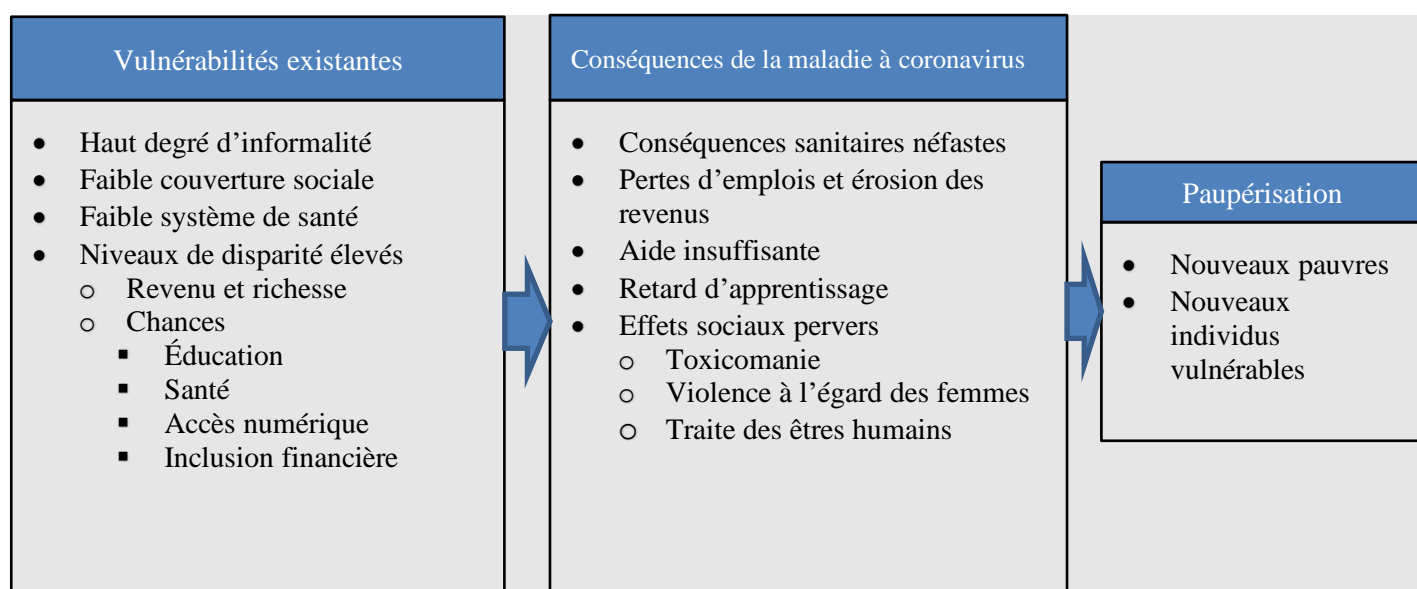 Vulnérabilités existantes
• Haut degré d’informalité
• Faible couverture sociale
• Faible système de santé
• Niveaux de disparité élevés
o Revenu et richesse
o Chances
▪ Éducation
▪ Santé
▪ Accès numérique
▪ Inclusion financière
Conséquences de la maladie à coronavirus
• Conséquences sanitaires néfastes
• Pertes d’emplois et érosion des
revenus
• Aide insuffisante
• Retard d’apprentissage
• Effets sociaux pervers
o Toxicomanie
o Violence à l’égard des femmes
o Traite des êtres humains
Paupérisation
• Nouveaux pauvres
• Nouveaux
individus
vulnérables